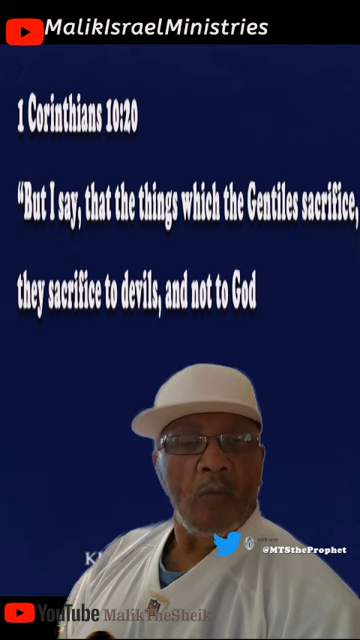 MalikIsraelMinistries
1 Corinthians 10:20
“But I say, that the things which the Gentiles sacrifice,
they sacrifice to devils, and not to God
@MTStheProphet
YouTube MalikTheSheik